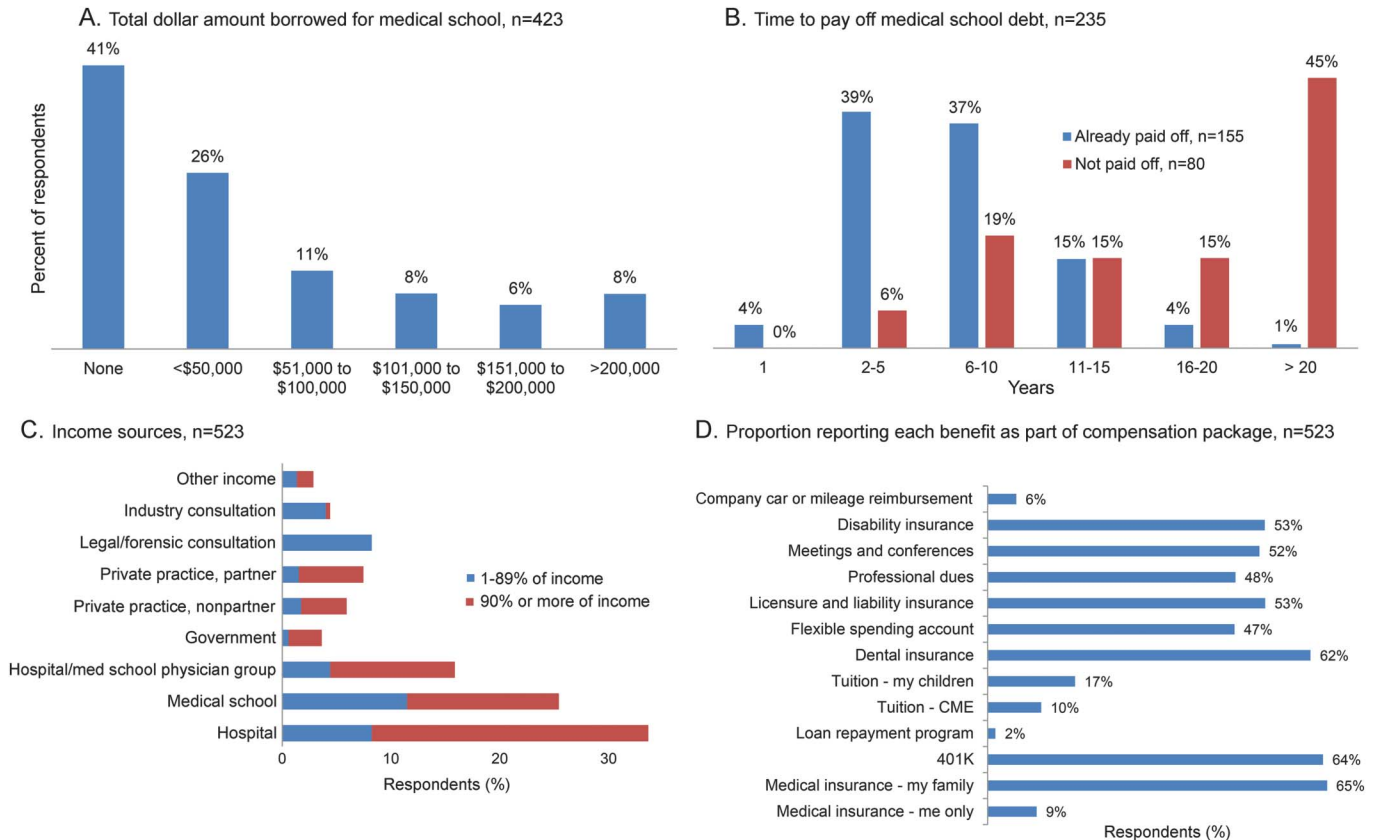 A. Total dollar amount borrowed for medical school, n=423
Percent of respondents
41%
26%
11%
8%
6%
8%
None
<$50,000
$51,000 to
$100,000
$101,000 to
$150,000
$151,000 to
$200,000
>200,000
B. Time to pay off medical school debt, n=235
4%
0%
39%
6%
37%
19%
15%
15%
4%
15%
1%
45%
Already paid off, n=155
Not paid off, n=80
1
2-5
6-10
11-15
16-20
> 20
Years
C. Income sources, n=523
Other income
Industry consultation
Legal/forensic consultation
Private practice, partner
Private practice, nonpartner
Government
Hospital/med school physician group
Medical school
Hospital
1-89% of income
90% or more of income
0
10
20
30
Respondents (%)
D. Proportion reporting each benefit as part of compensation package, n=523
Company car or mileage reimbursement 6%
Disability insurance 53%
Meetings and conferences 52%
Professional dues 48%
Licensure and liability insurance 53%
Flexible spending account 47%
Dental insurance 62%
Tuition - my children 17%
Tuition - CME 10%
Loan repayment program 2%
401K 64%
Medical insurance - my family 65%
Medical insurance - me only 9%
Respondents (%)